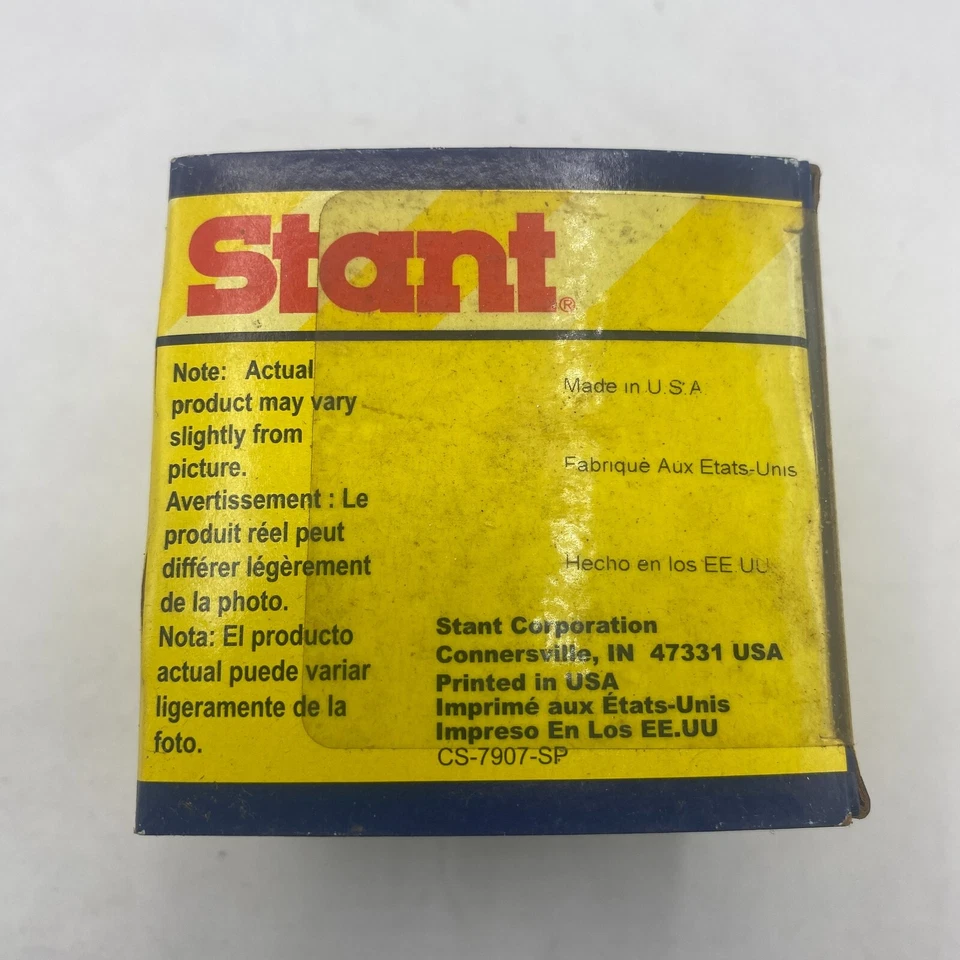 Stant®
Note: Actual
product may vary
slightly from
picture.
Avertissement : Le
produit réel peut
différer légèrement
de la photo.
Nota: El producto
actual puede variar
ligeramente de la
foto.
Made in U.S.A
Fabriqué Aux Etats-Unis
Hecho en los EE.UU.
Stant Corporation
Connersville, IN 47331 USA
Printed in USA
Imprimé aux États-Unis
Impreso En Los EE.UU
CS-7907-SP